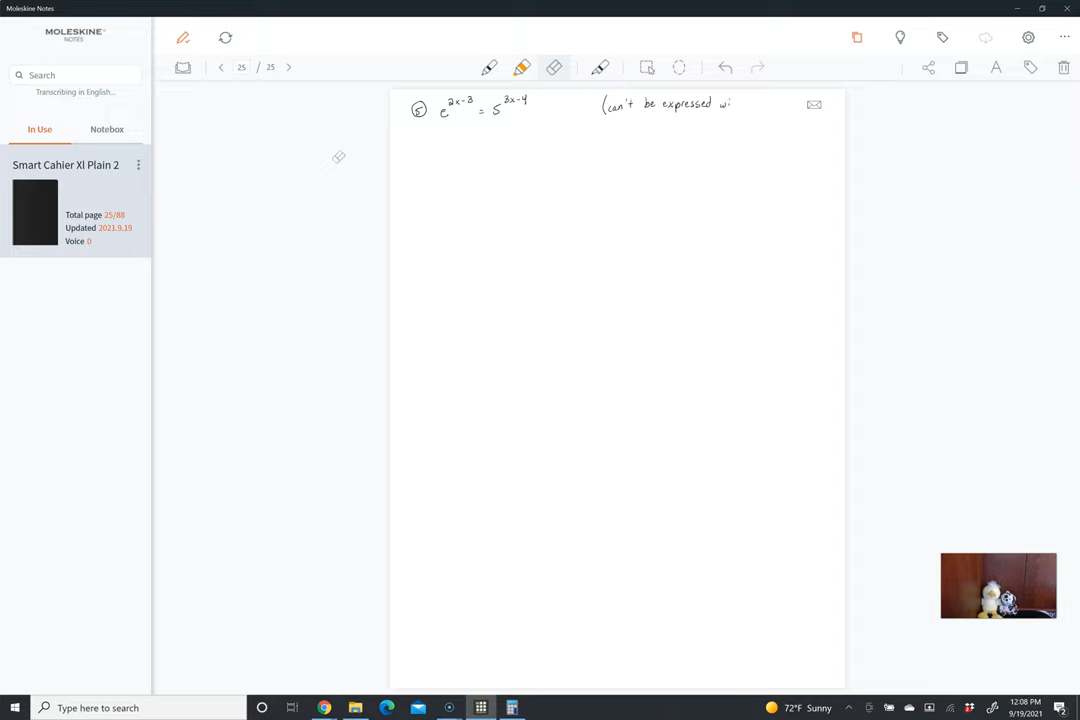 Moleskine Notes
MOLESKINE
NOTES
Search
Transcribing in English...
In Use
Notebox
Smart Cahier Xl Plain 2
Total page 25/88
Updated 2021.9.19
Voice 0
25 / 25
A
⑤ e^{2x-3} = 5^{3x-4} (can't be expressed wi
Type here to search
72°F Sunny
12:08 PM
9/19/2021
2